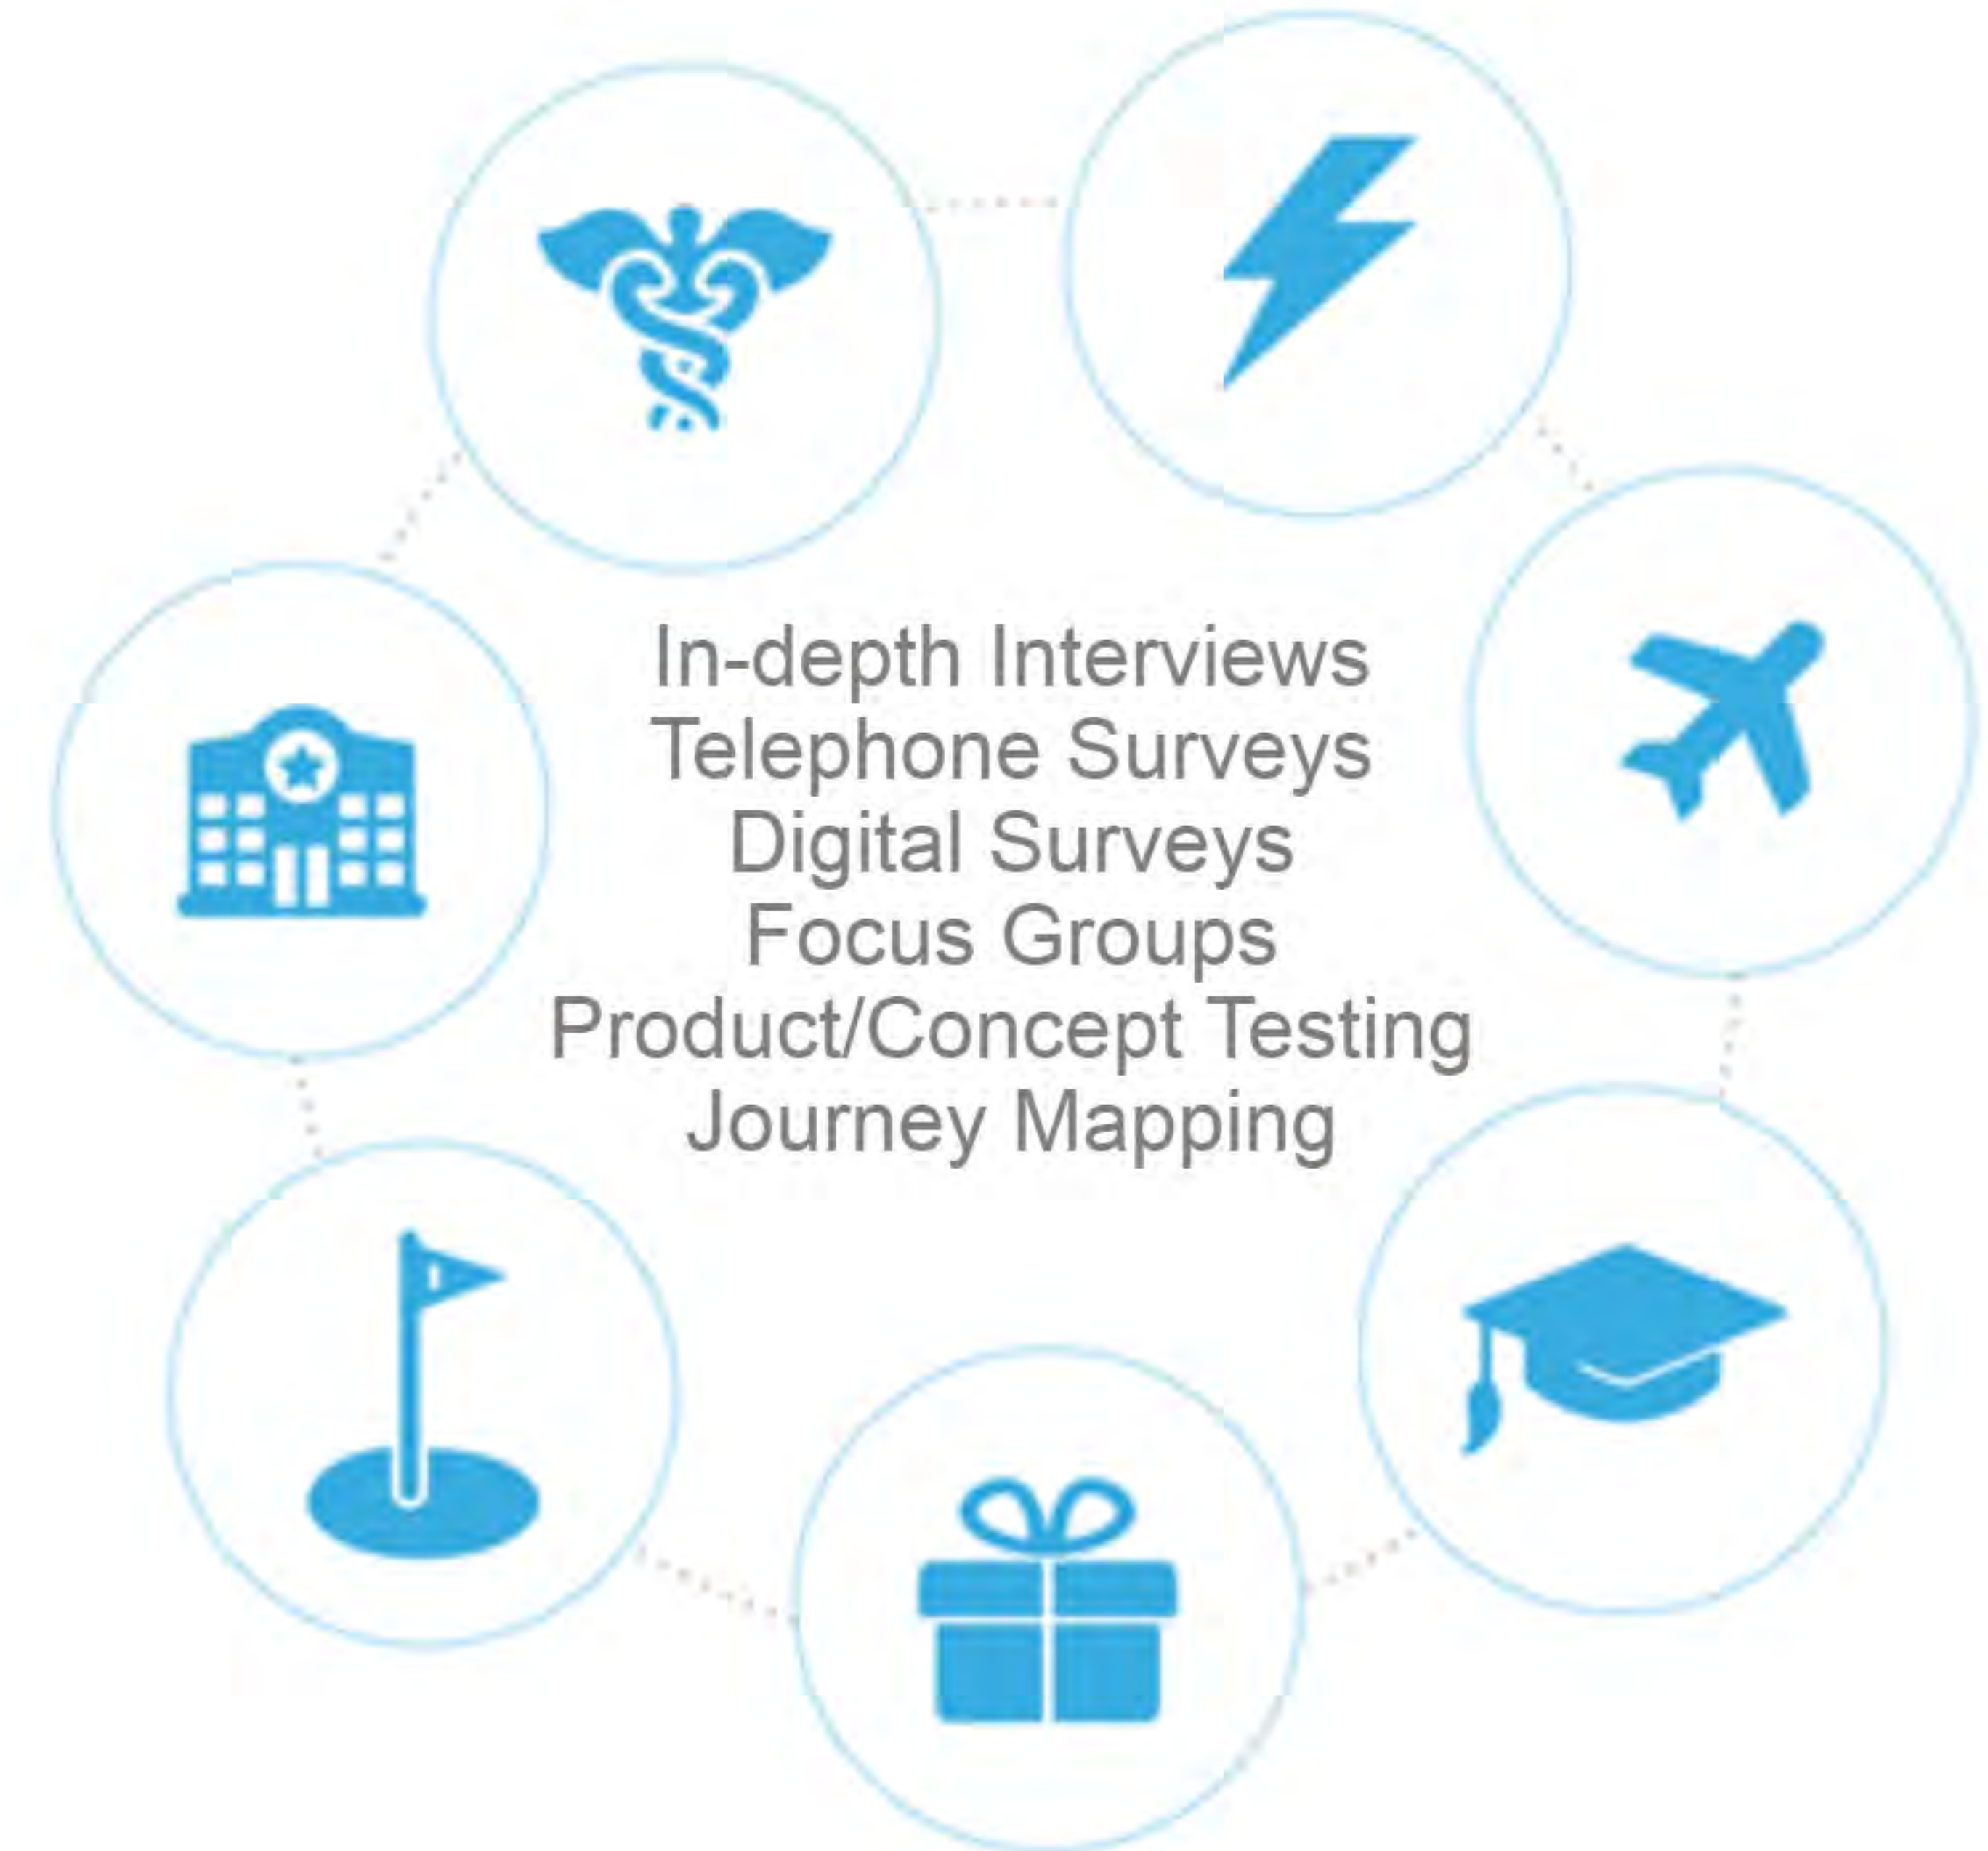 In-depth Interviews
Telephone Surveys
Digital Surveys
Focus Groups
Product/Concept Testing
Journey Mapping